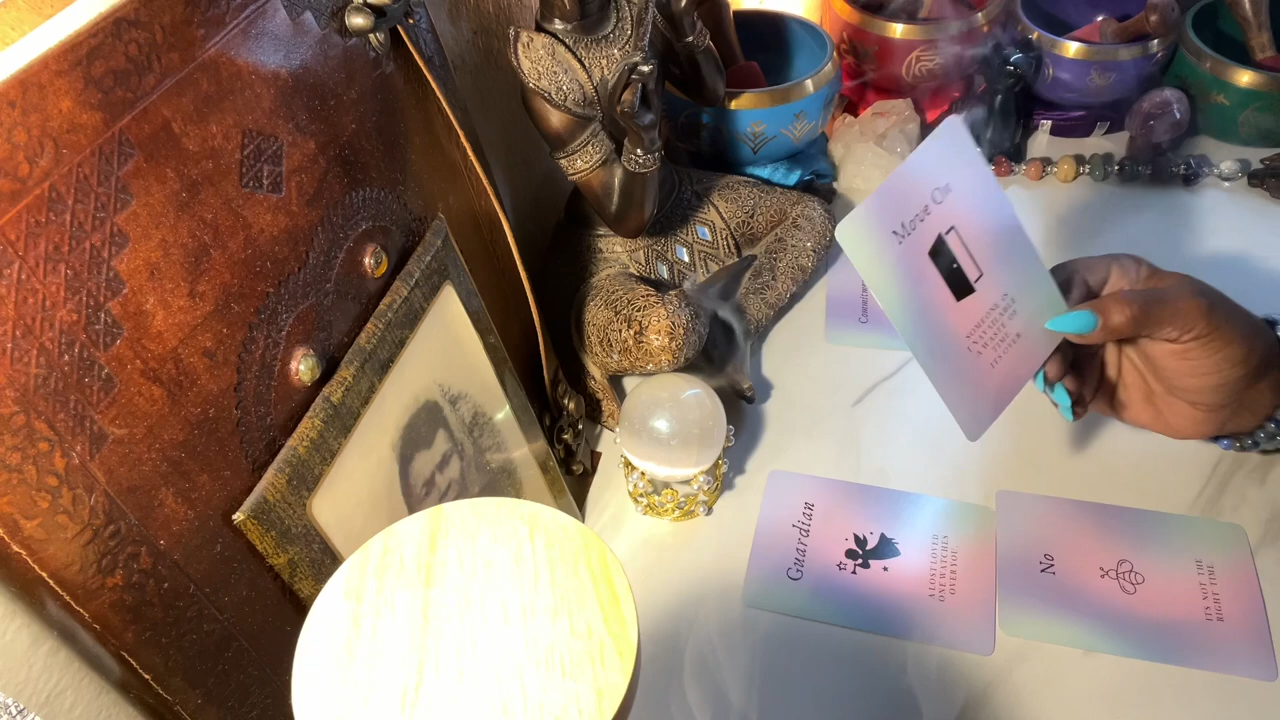 Move On
SOMEONE IS
UNAVAILABLE
A WASTE OF
TIME.
ITS OVER
Guardian
A LOST LOVED
ONE WATCHES
OVER YOU.
No
ITS NOT THE
RIGHT TIME.